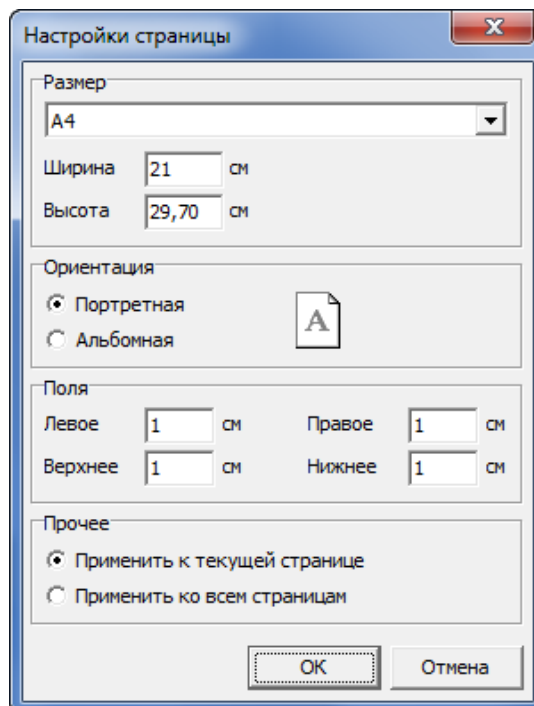 Настройки страницы
Размер
A4
Ширина 21 см
Высота 29,70 см
Ориентация
Портретная
A
Альбомная
Поля
Левое 1 см Правое 1 см
Верхнее 1 см Нижнее 1 см
Прочее
Применить к текущей странице
Применить ко всем страницам
ОК Отмена